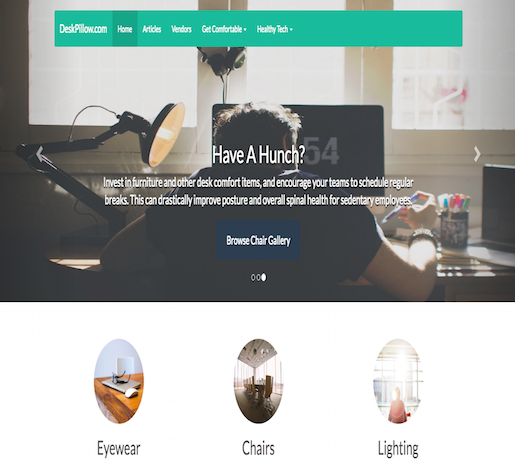 DeskPillow.com Home Articles Vendors Get Comfortable Healthy Tech
54
Have A Hunch?
Invest in furniture and other desk comfort items, and encourage your teams to schedule regular
breaks. This can drastically improve posture and overall spinal health for sedentary employees.
Browse Chair Gallery
Eyewear Chairs Lighting